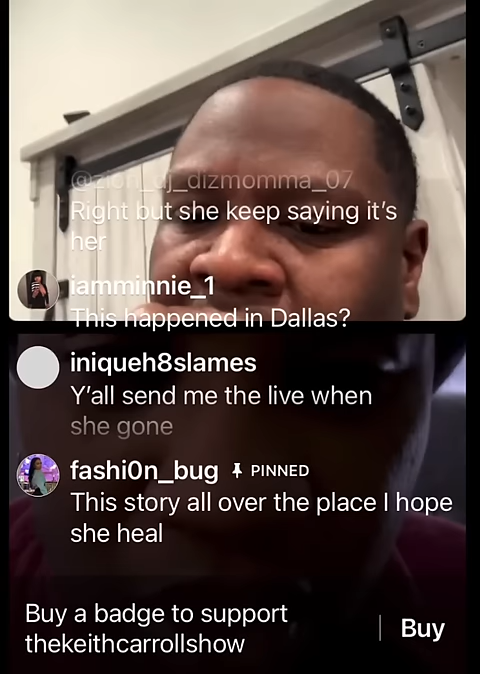 @zion_dj_dizmomma_07
Right but she keep saying it's
her
iamminnie_1
This happened in Dallas?
iniqueh8slames
Y'all send me the live when
she gone
fashi0n_bug PINNED
This story all over the place I hope
she heal
Buy a badge to support
thekeithcarrollshow
Buy